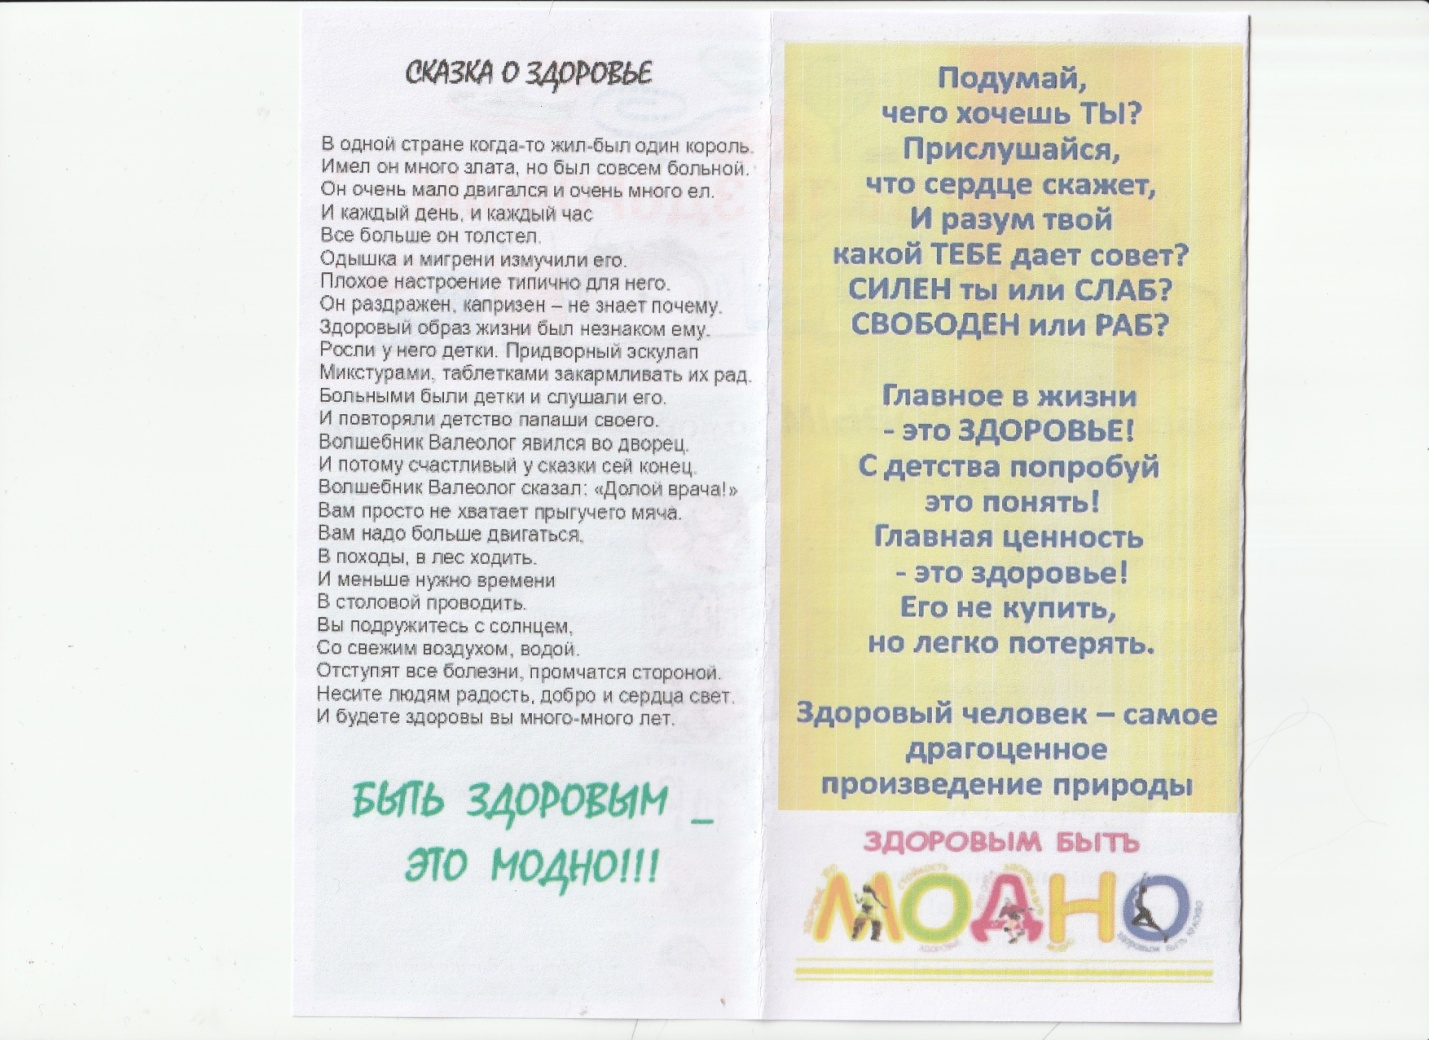 СКАЗКА О ЗДОРОВЬЕ
В одной стране когда-то жил-был один король.
Имел он много злата, но был совсем больной.
Он очень мало двигался и очень много ел.
И каждый день, и каждый час
Все больше он толстел.
Одышка и мигрени измучили его.
Плохое настроение типично для него.
Он раздражен, капризен – не знает почему.
Здоровый образ жизни был незнаком ему.
Росли у него детки. Придворный эскулап
Микстурами, таблетками закармливать их рад.
Больными были детки и слушали его.
И повторяли детство папаши своего.
Волшебник Валеолог явился во дворец.
И потому счастливый у сказки сей конец.
Волшебник Валеолог сказал: «Долой врача!»
Вам просто не хватает прыгучего мяча.
Вам надо больше двигаться,
В походы, в лес ходить.
И меньше нужно времени
В столовой проводить.
Вы подружитесь с солнцем,
Со свежим воздухом, водой.
Отступят все болезни, промчатся стороной.
Несите людям радость, добро и сердца свет.
И будете здоровы вы много-много лет.
БЫТЬ ЗДОРОВЫМ _
ЭТО МОДНО!!!
Подумай,
чего хочешь ТЫ?
Прислушайся,
что сердце скажет,
И разум твой
какой ТЕБЕ дает совет?
СИЛЕН ты или СЛАБ?
СВОБОДЕН или РАБ?
Главное в жизни
- это ЗДОРОВЬЕ!
С детства попробуй
это понять!
Главная ценность
- это здоровье!
Его не купить,
но легко потерять.
Здоровый человек – самое
драгоценное
произведение природы
ЗДОРОВЫМ БЫТЬ
МОДНО
здоровым быть красиво